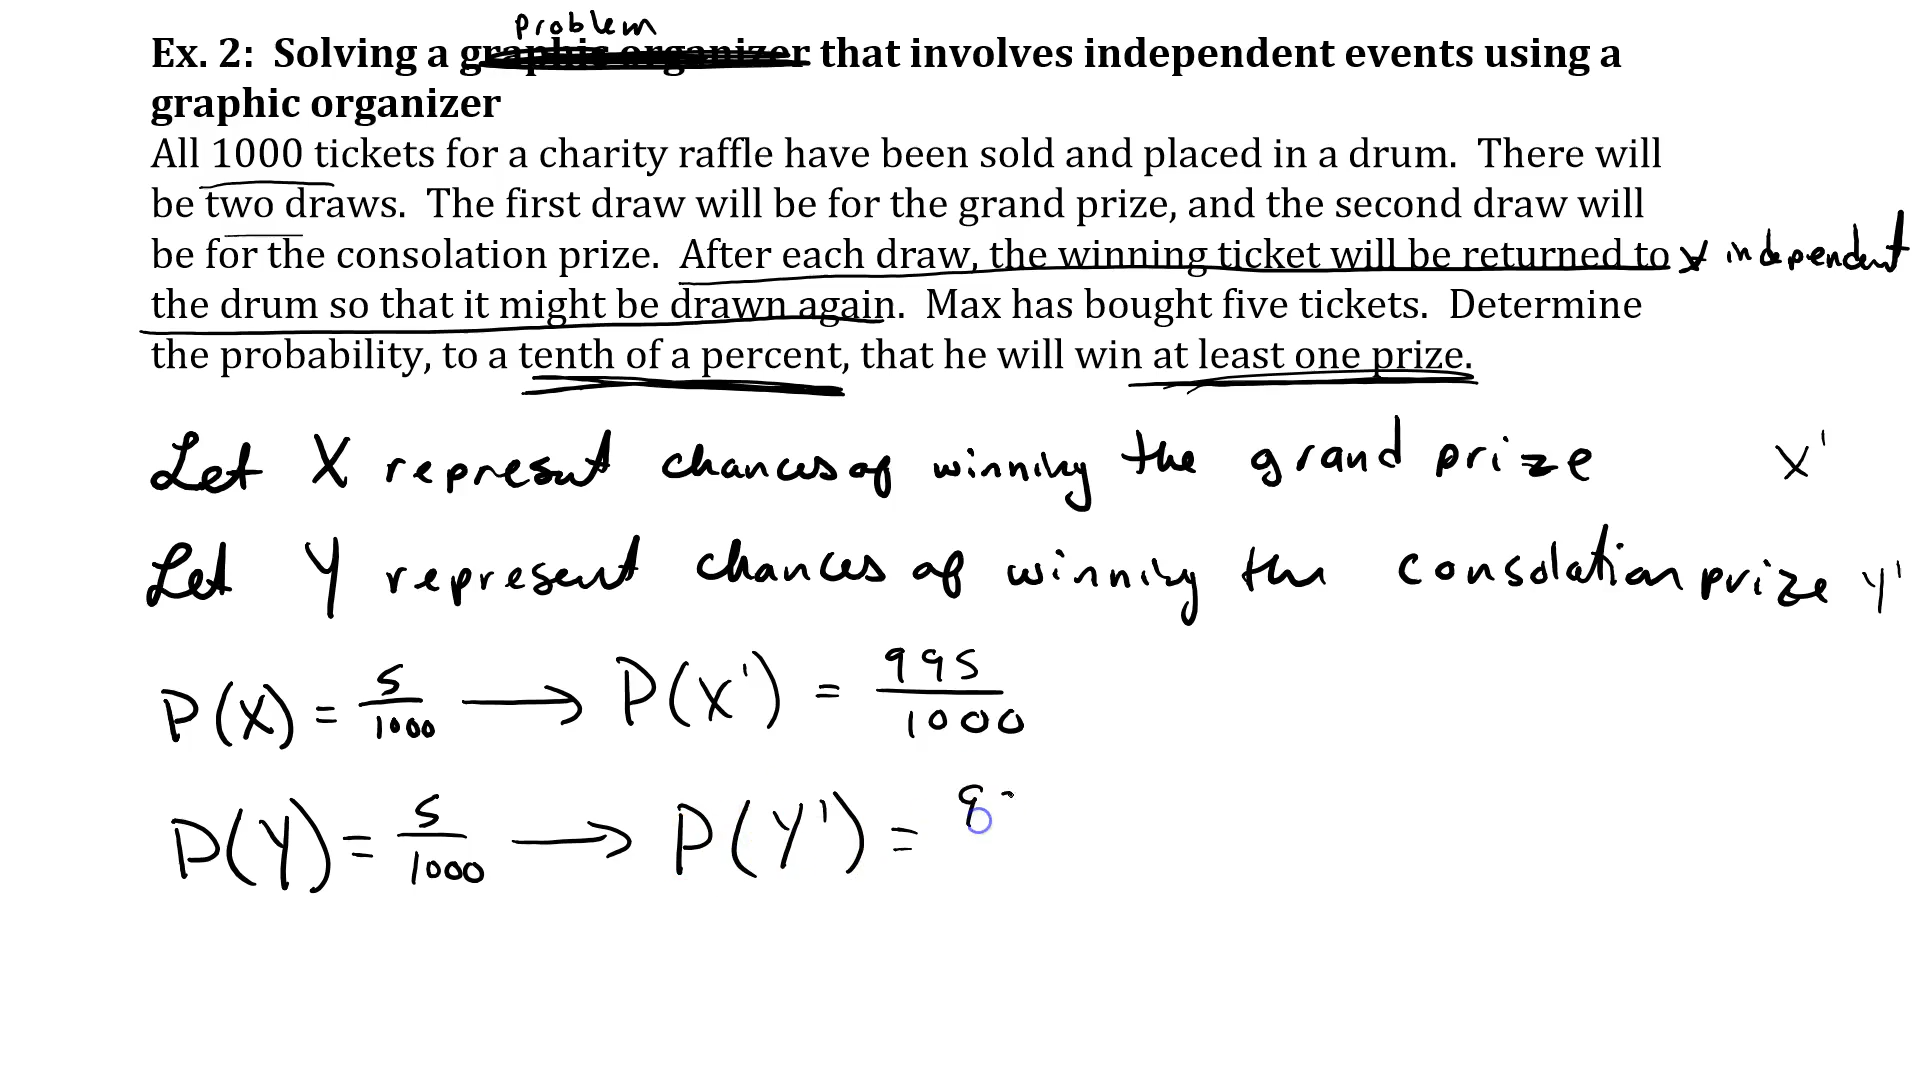 problem
Ex. 2: Solving a graphic organizer that involves independent events using a
graphic organizer
All 1000 tickets for a charity raffle have been sold and placed in a drum. There will
be two draws. The first draw will be for the grand prize, and the second draw will
be for the consolation prize. After each draw, the winning ticket will be returned to
independent
the drum so that it might be drawn again. Max has bought five tickets. Determine
the probability, to a tenth of a percent, that he will win at least one prize.
Let X represent chances of winning the grand prize X'
Let Y represent chances of winning the consolation prize Y'
P(X) = 5/1000 → P(X') = 995/1000
P(Y) = 5/1000 → P(Y') = 9